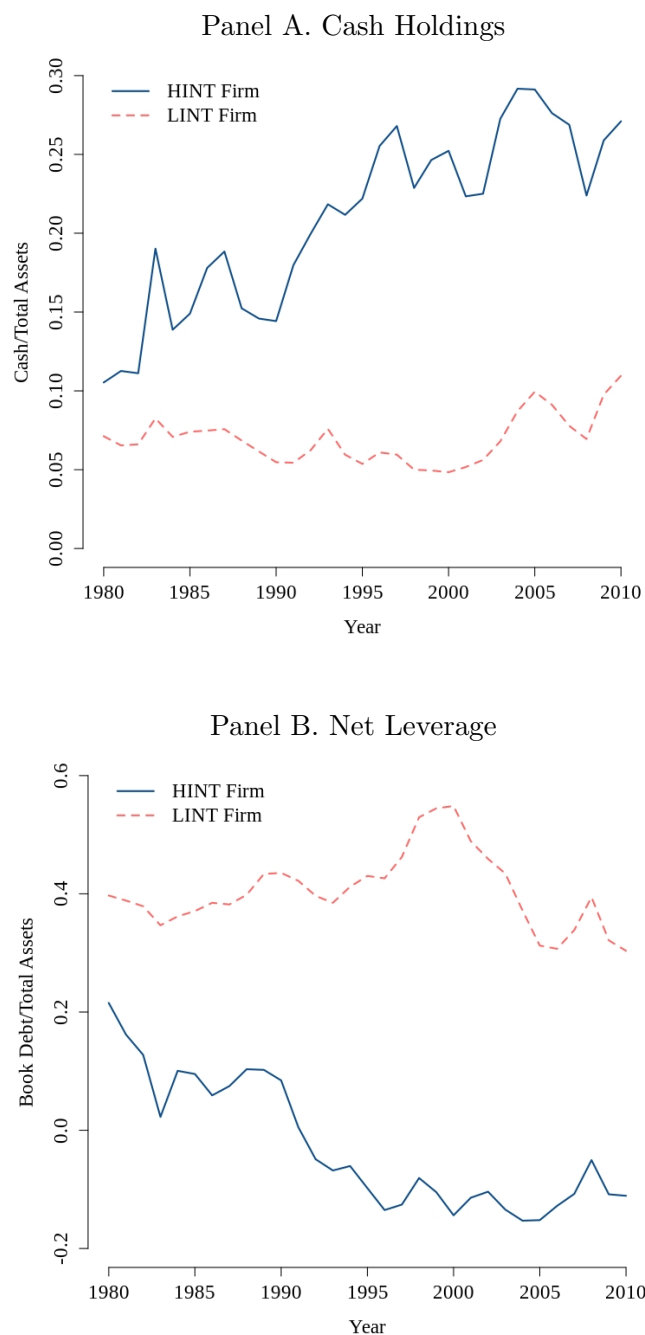 Panel A. Cash Holdings
HINT Firm
LINT Firm
Cash/Total Assets
0.30
0.25
0.20
0.15
0.10
0.05
0.00
1980 1985 1990 1995 2000 2005 2010
Year
Panel B. Net Leverage
HINT Firm
LINT Firm
Book Debt/Total Assets
0.6
0.4
0.2
0.0
-0.2
1980 1985 1990 1995 2000 2005 2010
Year